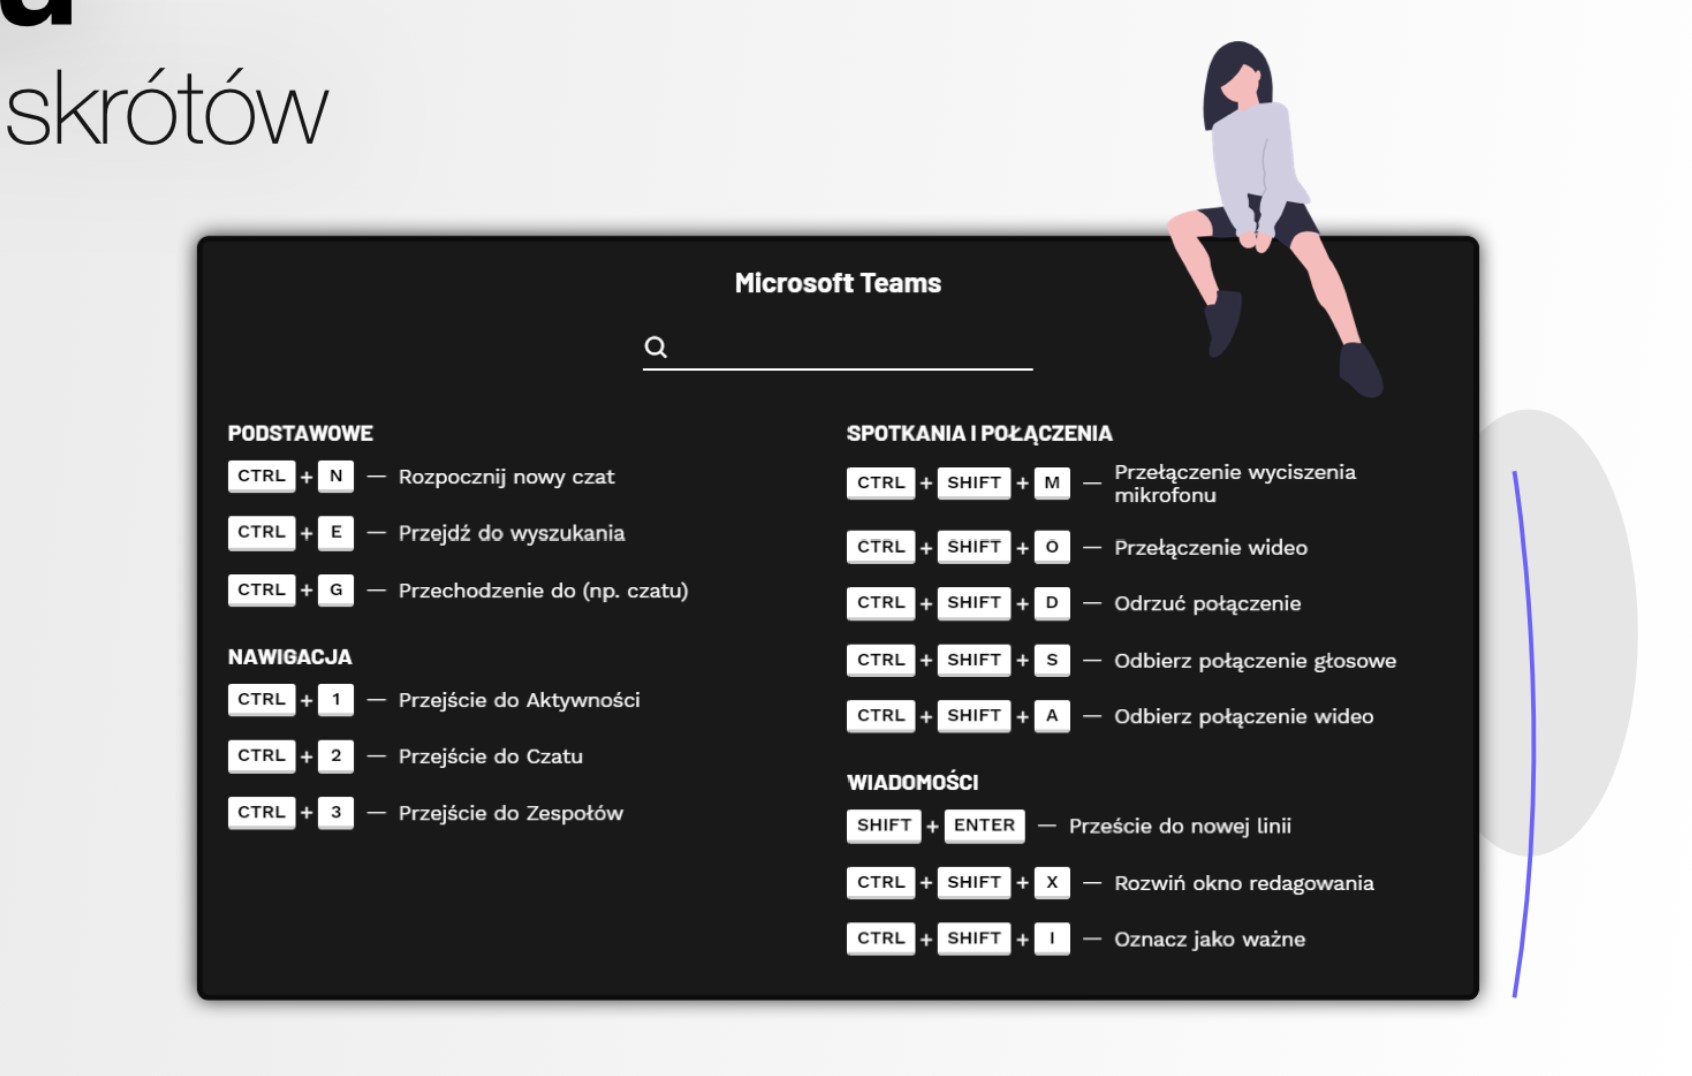 skrótów
Microsoft Teams
PODSTAWOWE
CTRL + N — Rozpocznij nowy czat
CTRL + E — Przejdź do wyszukania
CTRL + G — Przechodzenie do (np. czatu)
NAWIGACJA
CTRL + 1 — Przejście do Aktywności
CTRL + 2 — Przejście do Czatu
CTRL + 3 — Przejście do Zespołów
SPOTKANIA I POŁĄCZENIA
CTRL + SHIFT + M — Przełączenie wyciszenia
mikrofonu
CTRL + SHIFT + O — Przełączenie wideo
CTRL + SHIFT + D — Odrzuć połączenie
CTRL + SHIFT + S — Odbierz połączenie głosowe
CTRL + SHIFT + A — Odbierz połączenie wideo
WIADOMOŚCI
SHIFT + ENTER — Przeście do nowej linii
CTRL + SHIFT + X — Rozwiń okno redagowania
CTRL + SHIFT + I — Oznacz jako ważne